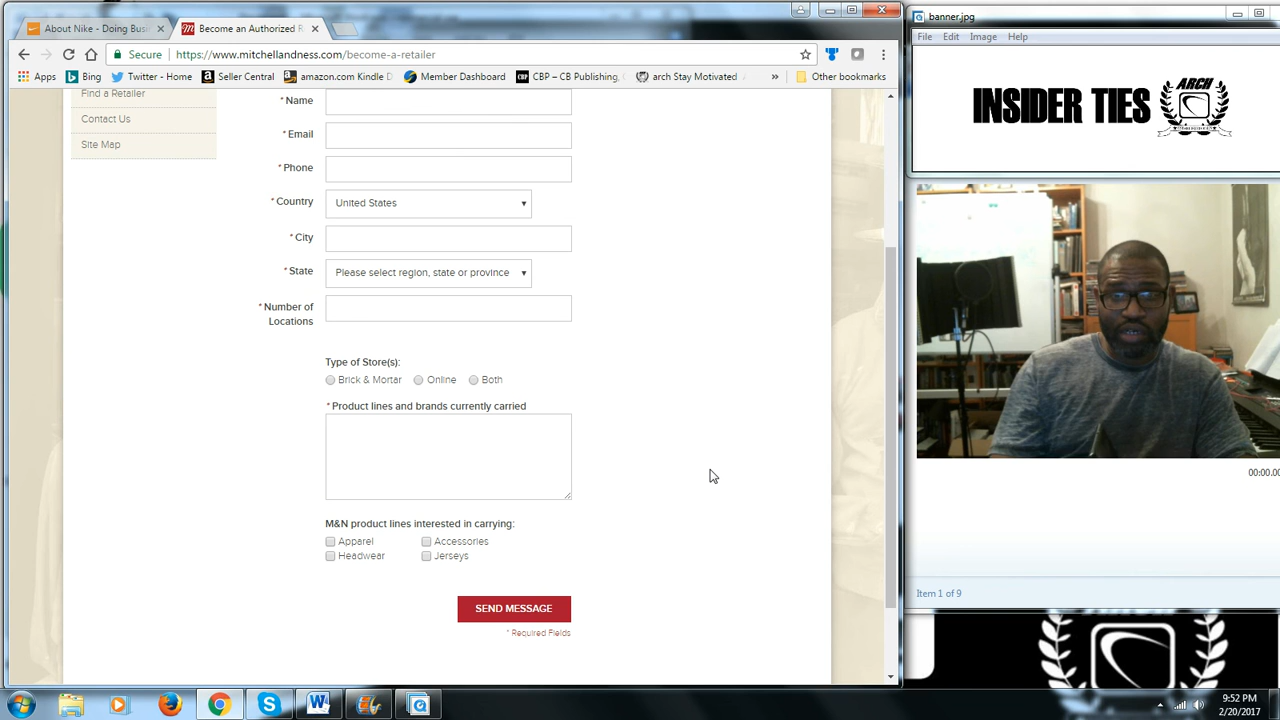 About Nike - Doing Busi
Become an Authorized R
Secure
https://www.mitchellandness.com/become-a-retailer
Apps
Bing
Twitter - Home
Seller Central
amazon.com Kindle D
Member Dashboard
CBP – CB Publishing,
arch Stay Motivated
»
Other bookmarks
Find a Retailer
Contact Us
Site Map
* Name
* Email
* Phone
* Country
United States
* City
* State
Please select region, state or province
* Number of
Locations
Type of Store(s):
Brick & Mortar
Online
Both
* Product lines and brands currently carried
M&N product lines interested in carrying:
Apparel
Accessories
Headwear
Jerseys
SEND MESSAGE
* Required Fields
banner.jpg
File Edit Image Help
INSIDER TIES
ARCH
00:00.0
Item 1 of 9
ARCH
9:52 PM
2/20/2017